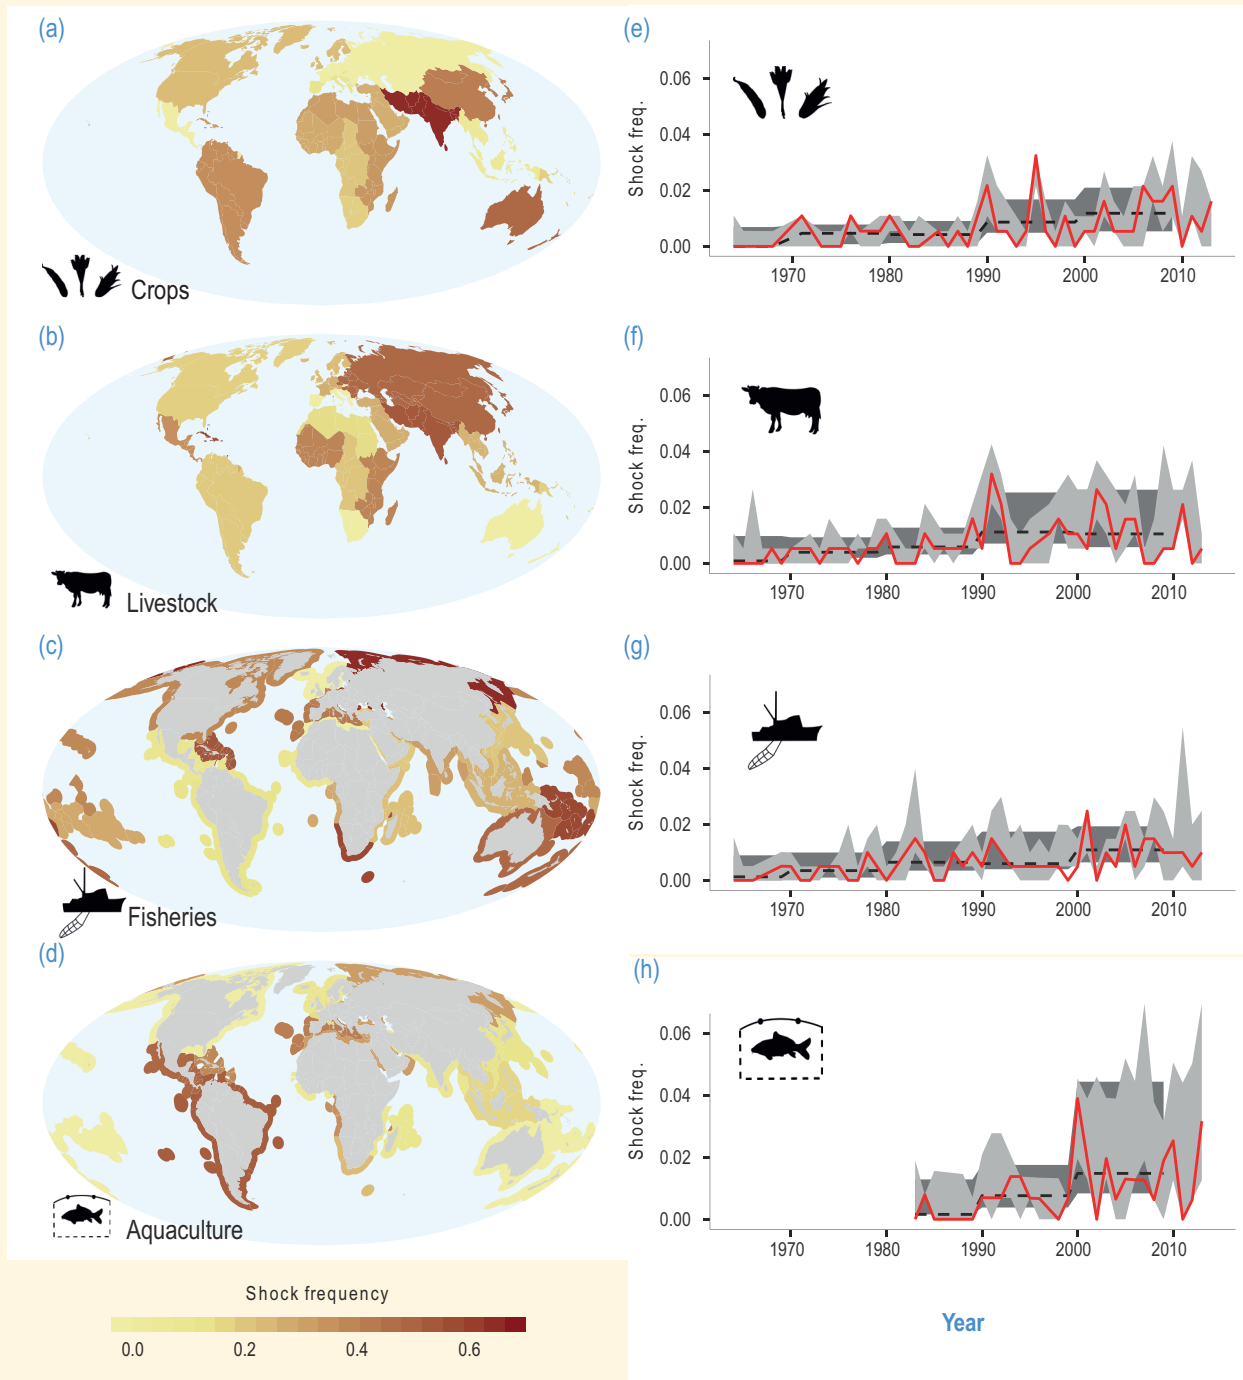 (a)
Crops
(b)
Livestock
(c)
Fisheries
(d)
Aquaculture
Shock frequency
0.0 0.2 0.4 0.6
(e)
Shock freq.
0.06
0.04
0.02
0.00
1970 1980 1990 2000 2010
(f)
Shock freq.
0.06
0.04
0.02
0.00
1970 1980 1990 2000 2010
(g)
Shock freq.
0.06
0.04
0.02
0.00
1970 1980 1990 2000 2010
(h)
Shock freq.
0.06
0.04
0.02
0.00
1970 1980 1990 2000 2010
Year